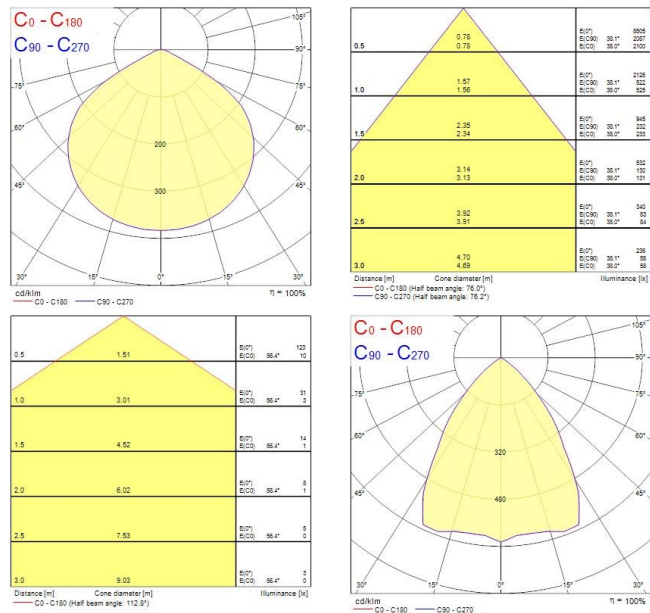 C0 - C180
C90 - C270
105°
90°
75°
60°
45°
75°
60°
45°
200
300
30°
15°
0°
15°
30°
cd/klm
η = 100%
C0 - C180
C90 - C270
0.5
0.78
0.78
E(0°) 8505
E(C90) 38.1° 2087
E(C0) 38.0° 2100
1.0
1.57
1.56
E(0°) 2126
E(C90) 38.1° 522
E(C0) 38.0° 525
1.5
2.35
2.34
E(0°) 945
E(C90) 38.1° 232
E(C0) 38.0° 233
2.0
3.14
3.13
E(0°) 532
E(C90) 38.1° 130
E(C0) 38.0° 131
2.5
3.92
3.91
E(0°) 340
E(C90) 38.1° 83
E(C0) 38.0° 84
3.0
4.70
4.69
E(0°) 236
E(C90) 38.1° 58
E(C0) 38.0° 58
Distance [m] Cone diameter [m] Illuminance [lx]
C0 - C180 (Half beam angle: 76.0°)
C90 - C270 (Half beam angle: 76.2°)
0.5 1.51
E(0°) 123
E(C0) 56.4° 10
1.0 3.01
E(0°) 31
E(C0) 56.4° 3
1.5 4.52
E(0°) 14
E(C0) 56.4° 1
2.0 6.02
E(0°) 8
E(C0) 56.4° 1
2.5 7.53
E(0°) 5
E(C0) 56.4° 0
3.0 9.03
E(0°) 3
E(C0) 56.4° 0
Distance [m] Cone diameter [m] Illuminance [lx]
C0 - C180 (Half beam angle: 112.8°)
C0 - C180
C90 - C270
105°
90°
75°
60°
45°
75°
60°
45°
320
480
30°
15°
0°
15°
30°
cd/klm
η = 100%
C0 - C180
C90 - C270